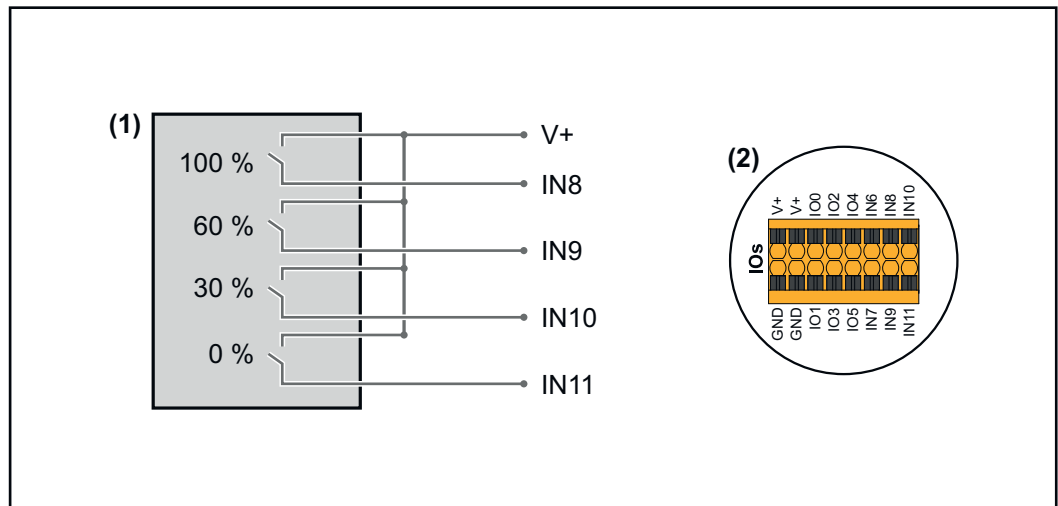 (1)
100 %
60 %
30 %
0 %
V+
IN8
IN9
IN10
IN11
(2)
IOs
V+
V+
IO0
IO2
IO4
IN6
IN8
IN10
GND
GND
IO1
IO3
IO5
IN7
IN9
IN11